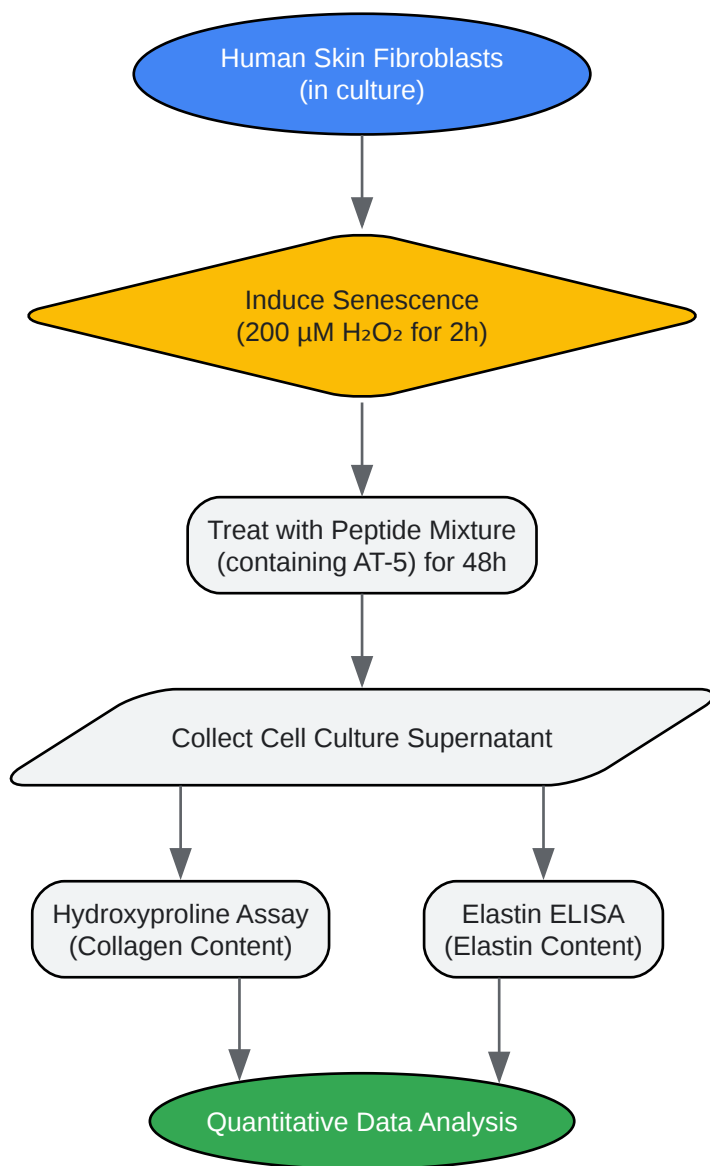 Human Skin Fibroblasts
(in culture)
Induce Senescence
(200 µM H₂O₂ for 2h)
Treat with Peptide Mixture
(containing AT-5) for 48h
Collect Cell Culture Supernatant
Hydroxyproline Assay
(Collagen Content)
Elastin ELISA
(Elastin Content)
Quantitative Data Analysis